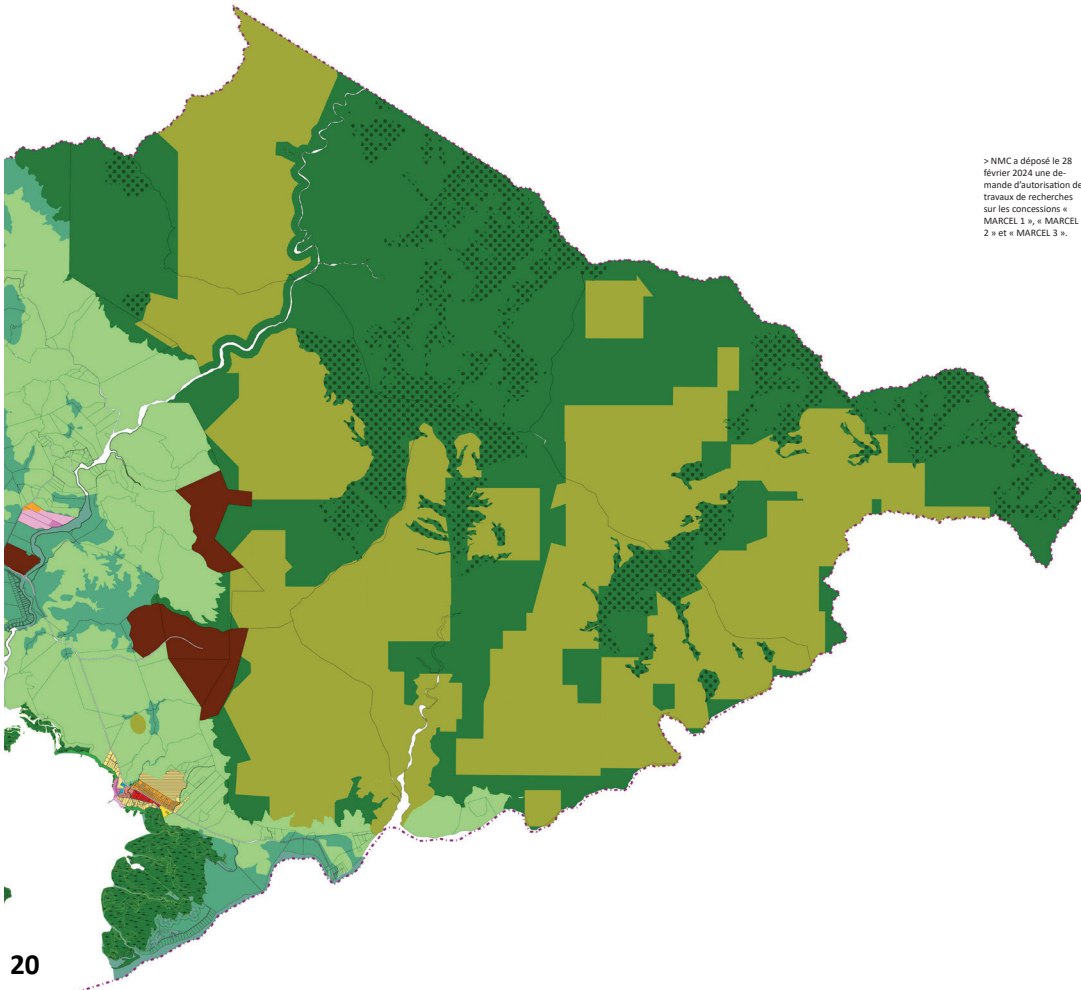 > NMC a déposé le 28
février 2024 une de-
mande d'autorisation de
travaux de recherches
sur les concessions «
MARCEL 1 », « MARCEL
2 » et « MARCEL 3 ».
20